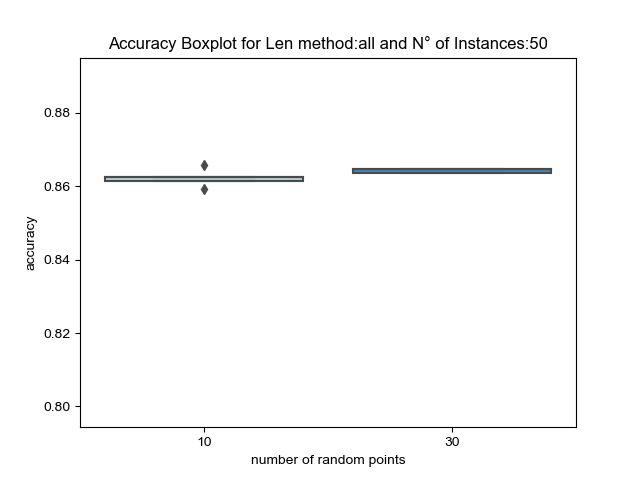 Accuracy Boxplot for Len method:all and N° of Instances:50
0.88
0.86
0.84
0.82
0.80
accuracy
10 30
number of random points